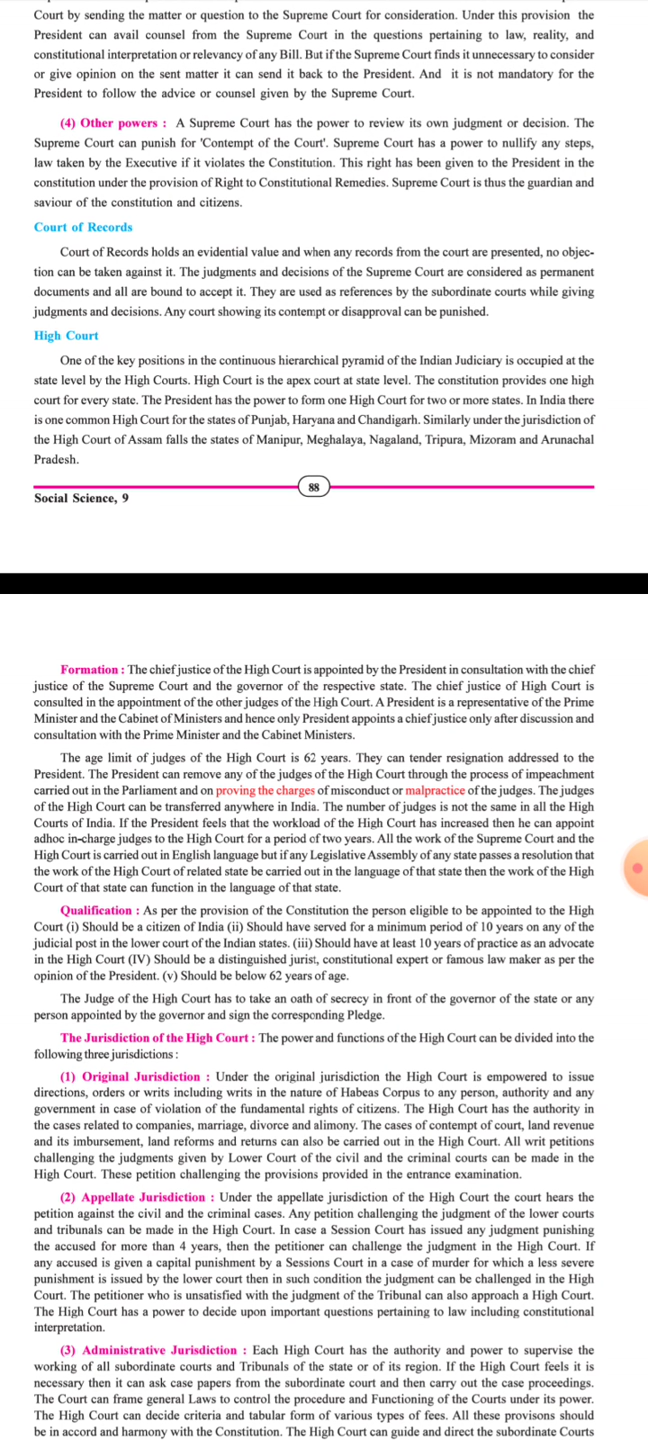 Court by sending the matter or question to the Supreme Court for consideration. Under this provision the
President can avail counsel from the Supreme Court in the questions pertaining to law, reality, and
constitutional interpretation or relevancy of any Bill. But if the Supreme Court finds it unnecessary to consider
or give opinion on the sent matter it can send it back to the President. And it is not mandatory for the
President to follow the advice or counsel given by the Supreme Court.
(4) Other powers : A Supreme Court has the power to review its own judgment or decision. The
Supreme Court can punish for 'Contempt of the Court'. Supreme Court has a power to nullify any steps,
law taken by the Executive if it violates the Constitution. This right has been given to the President in the
constitution under the provision of Right to Constitutional Remedies. Supreme Court is thus the guardian and
saviour of the constitution and citizens.
Court of Records
Court of Records holds an evidential value and when any records from the court are presented, no objec-
tion can be taken against it. The judgments and decisions of the Supreme Court are considered as permanent
documents and all are bound to accept it. They are used as references by the subordinate courts while giving
judgments and decisions. Any court showing its contempt or disapproval can be punished.
High Court
One of the key positions in the continuous hierarchical pyramid of the Indian Judiciary is occupied at the
state level by the High Courts. High Court is the apex court at state level. The constitution provides one high
court for every state. The President has the power to form one High Court for two or more states. In India there
is one common High Court for the states of Punjab, Haryana and Chandigarh. Similarly under the jurisdiction of
the High Court of Assam falls the states of Manipur, Meghalaya, Nagaland, Tripura, Mizoram and Arunachal
Pradesh.
88
Social Science, 9
Formation : The chief justice of the High Court is appointed by the President in consultation with the chief
justice of the Supreme Court and the governor of the respective state. The chief justice of High Court is
consulted in the appointment of the other judges of the High Court. A President is a representative of the Prime
Minister and the Cabinet of Ministers and hence only President appoints a chief justice only after discussion and
consultation with the Prime Minister and the Cabinet Ministers.
The age limit of judges of the High Court is 62 years. They can tender resignation addressed to the
President. The President can remove any of the judges of the High Court through the process of impeachment
carried out in the Parliament and on proving the charges of misconduct or malpractice of the judges. The judges
of the High Court can be transferred anywhere in India. The number of judges is not the same in all the High
Courts of India. If the President feels that the workload of the High Court has increased then he can appoint
adhoc in-charge judges to the High Court for a period of two years. All the work of the Supreme Court and the
High Court is carried out in English language but if any Legislative Assembly of any state passes a resolution that
the work of the High Court of related state be carried out in the language of that state then the work of the High
Court of that state can function in the language of that state.
Qualification : As per the provision of the Constitution the person eligible to be appointed to the High
Court (i) Should be a citizen of India (ii) Should have served for a minimum period of 10 years on any of the
judicial post in the lower court of the Indian states. (iii) Should have at least 10 years of practice as an advocate
in the High Court (IV) Should be a distinguished jurist, constitutional expert or famous law maker as per the
opinion of the President. (v) Should be below 62 years of age.
The Judge of the High Court has to take an oath of secrecy in front of the governor of the state or any
person appointed by the governor and sign the corresponding Pledge.
The Jurisdiction of the High Court : The power and functions of the High Court can be divided into the
following three jurisdictions :
(1) Original Jurisdiction : Under the original jurisdiction the High Court is empowered to issue
directions, orders or writs including writs in the nature of Habeas Corpus to any person, authority and any
government in case of violation of the fundamental rights of citizens. The High Court has the authority in
the cases related to companies, marriage, divorce and alimony. The cases of contempt of court, land revenue
and its imbursement, land reforms and returns can also be carried out in the High Court. All writ petitions
challenging the judgments given by Lower Court of the civil and the criminal courts can be made in the
High Court. These petition challenging the provisions provided in the entrance examination.
(2) Appellate Jurisdiction : Under the appellate jurisdiction of the High Court the court hears the
petition against the civil and the criminal cases. Any petition challenging the judgment of the lower courts
and tribunals can be made in the High Court. In case a Session Court has issued any judgment punishing
the accused for more than 4 years, then the petitioner can challenge the judgment in the High Court. If
any accused is given a capital punishment by a Sessions Court in a case of murder for which a less severe
punishment is issued by the lower court then in such condition the judgment can be challenged in the High
Court. The petitioner who is unsatisfied with the judgment of the Tribunal can also approach a High Court.
The High Court has a power to decide upon important questions pertaining to law including constitutional
interpretation.
(3) Administrative Jurisdiction : Each High Court has the authority and power to supervise the
working of all subordinate courts and Tribunals of the state or of its region. If the High Court feels it is
necessary then it can ask case papers from the subordinate court and then carry out the case proceedings.
The Court can frame general Laws to control the procedure and Functioning of the Courts under its power.
The High Court can decide criteria and tabular form of various types of fees. All these provisons should
be in accord and harmony with the Constitution. The High Court can guide and direct the subordinate Courts